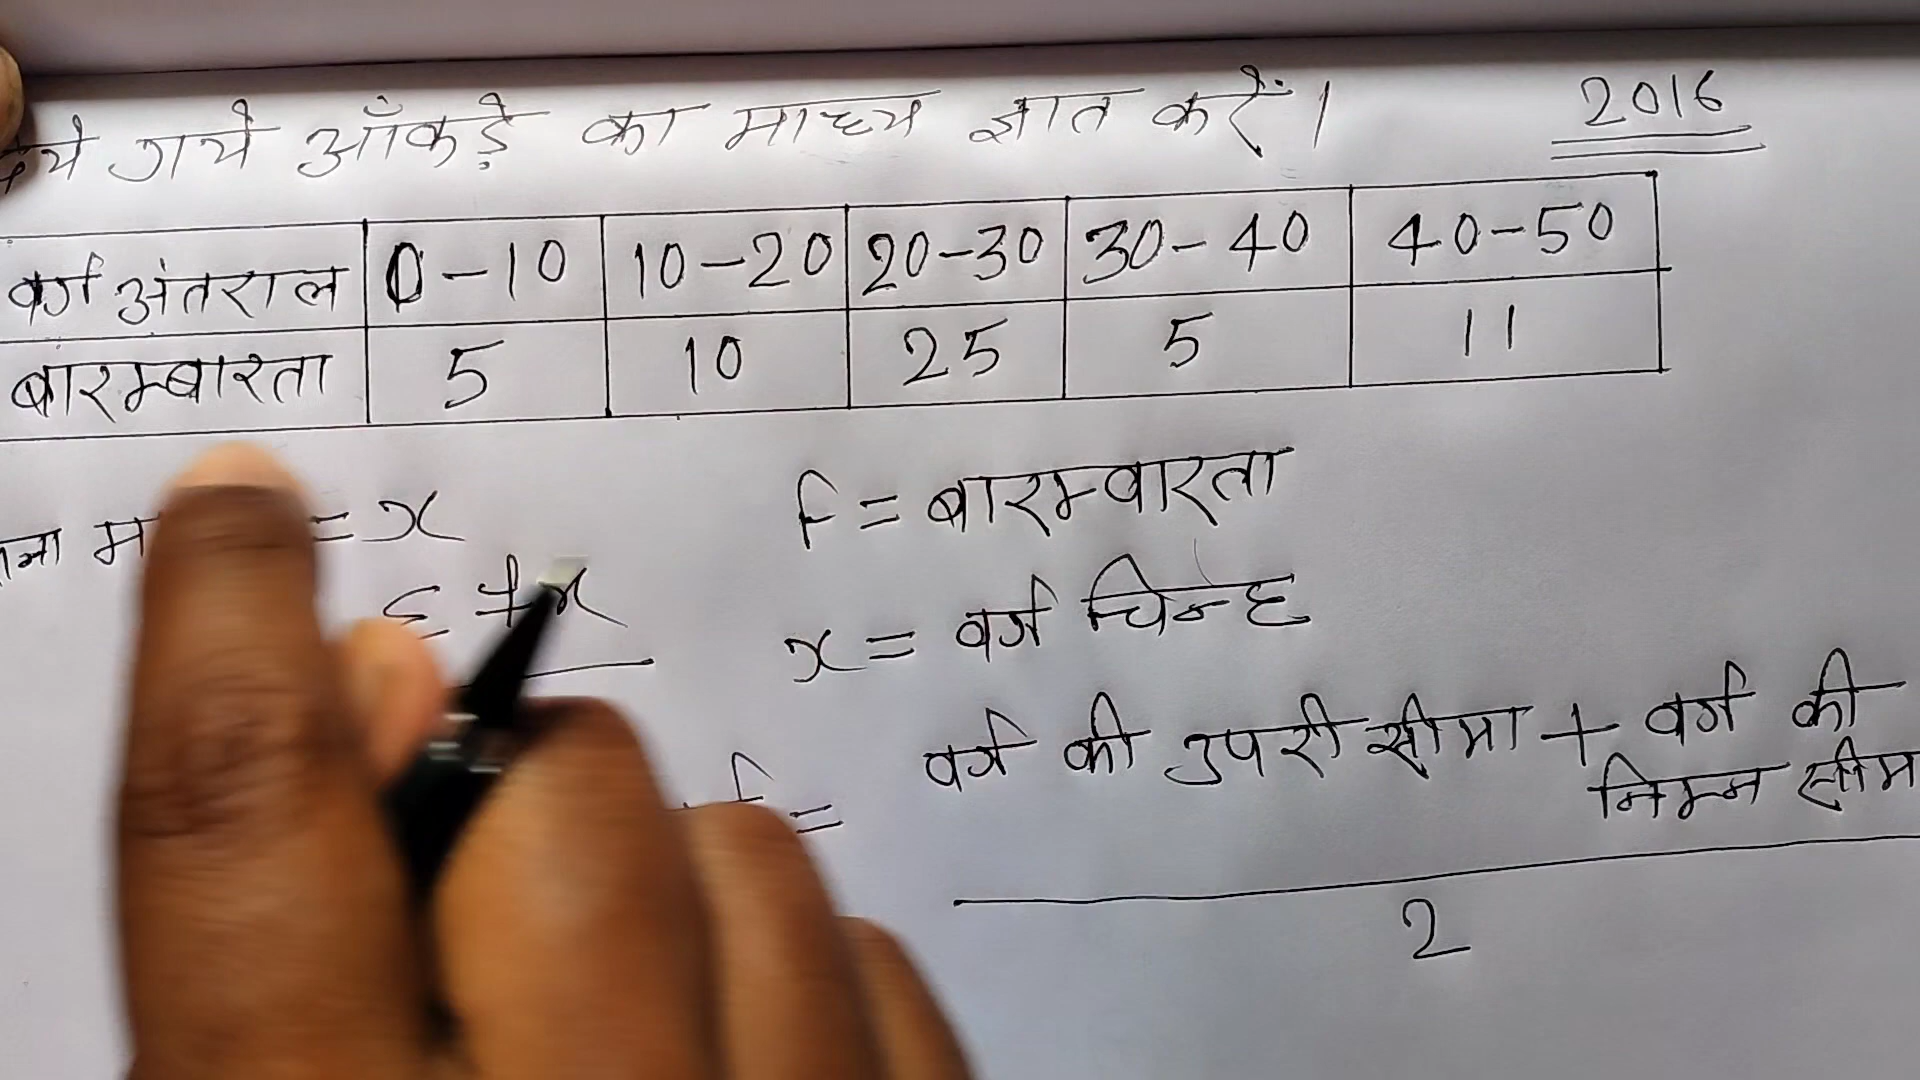 ये गये आँकड़े का माध्य ज्ञात करें। 2016
वर्ग अंतराल 0-10 10-20 20-30 30-40 40-50
बारम्बारता 5 10 25 5 11
= x f = बारम्बारता
Σ fx x = वर्ग चिन्ह
= वर्ग की उपरी सीमा + वर्ग की
निम्न सीमा
2